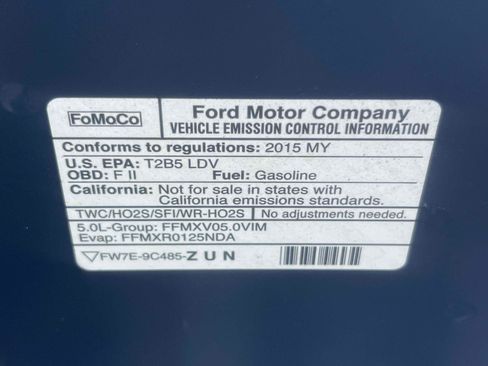 FoMoCo
Ford Motor Company
VEHICLE EMISSION CONTROL INFORMATION
Conforms to regulations: 2015 MY
U.S. EPA: T2B5 LDV
OBD: F II Fuel: Gasoline
California: Not for sale in states with
California emissions standards.
TWC/HO2S/SFI/WR-HO2S No adjustments needed.
5.0L-Group: FFMXV05.0VIM
Evap: FFMXR0125NDA
FW7E-9C485-ZUN